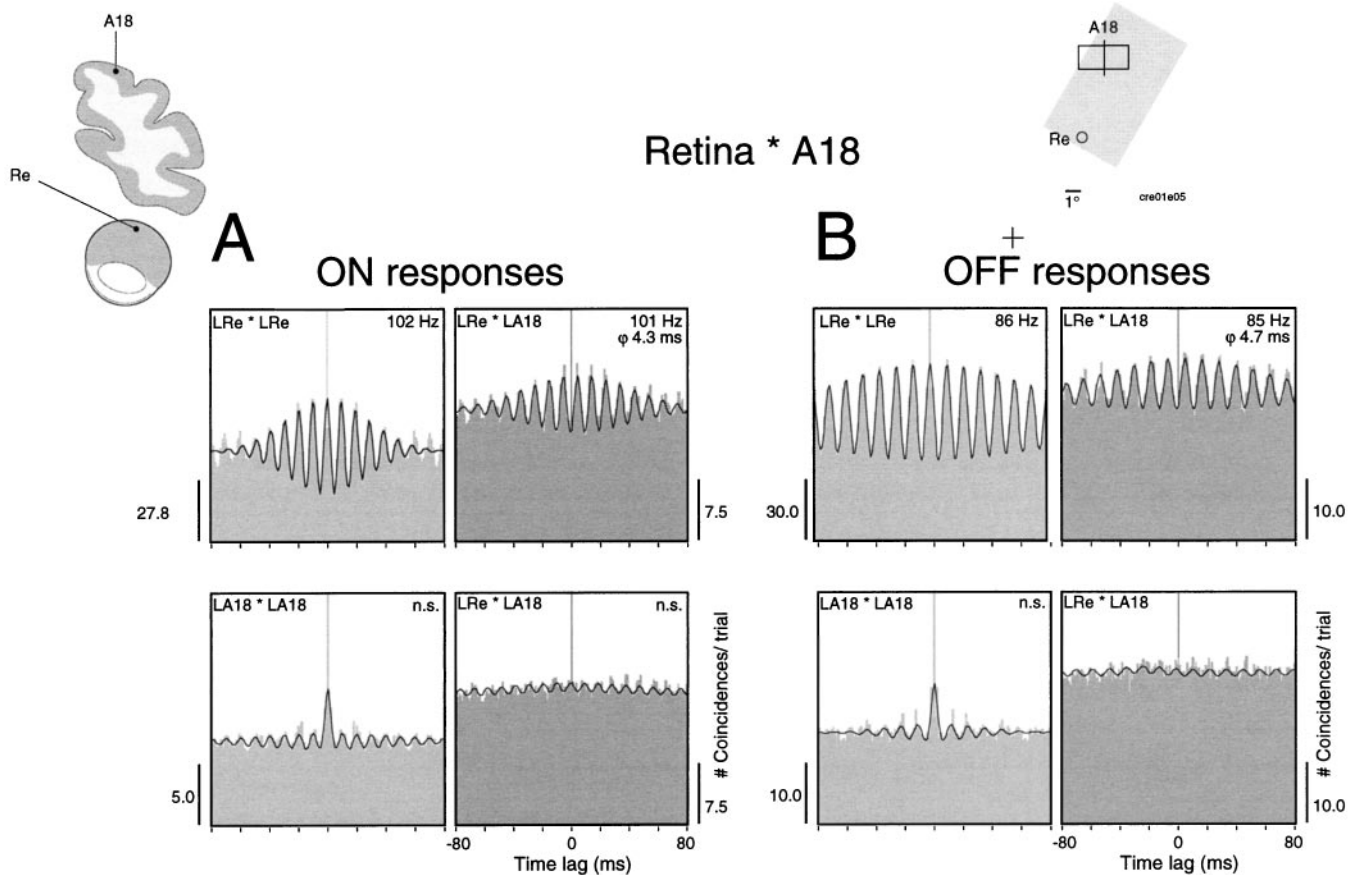 A18
Re
Retina * A18
A18
Re
1°
cre01e05
A
ON responses
B
OFF responses
LRe * LRe 102 Hz
27.8
LRe * LA18 101 Hz
φ 4.3 ms
7.5
LRe * LRe 86 Hz
30.0
LRe * LA18 85 Hz
φ 4.7 ms
10.0
LA18 * LA18 n.s.
5.0
LRe * LA18 n.s.
7.5
# Coincidences/ trial
-80 0 80
Time lag (ms)
LA18 * LA18 n.s.
10.0
LRe * LA18
10.0
# Coincidences/ trial
-80 0 80
Time lag (ms)